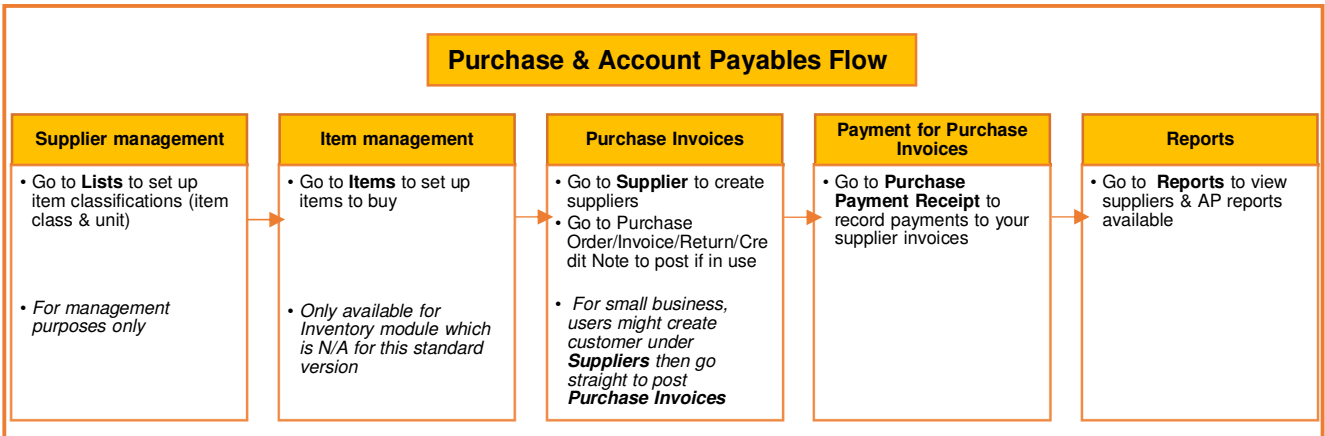 Purchase & Account Payables Flow
Supplier management
• Go to Lists to set up
item classifications (item
class & unit)
• For management
purposes only
Item management
• Go to Items to set up
items to buy
• Only available for
Inventory module which
is N/A for this standard
version
Purchase Invoices
• Go to Supplier to create
suppliers
• Go to Purchase
Order/Invoice/Return/Cre
dit Note to post if in use
• For small business,
users might create
customer under
Suppliers then go
straight to post
Purchase Invoices
Payment for Purchase
Invoices
• Go to Purchase
Payment Receipt to
record payments to your
supplier invoices
Reports
• Go to Reports to view
suppliers & AP reports
available